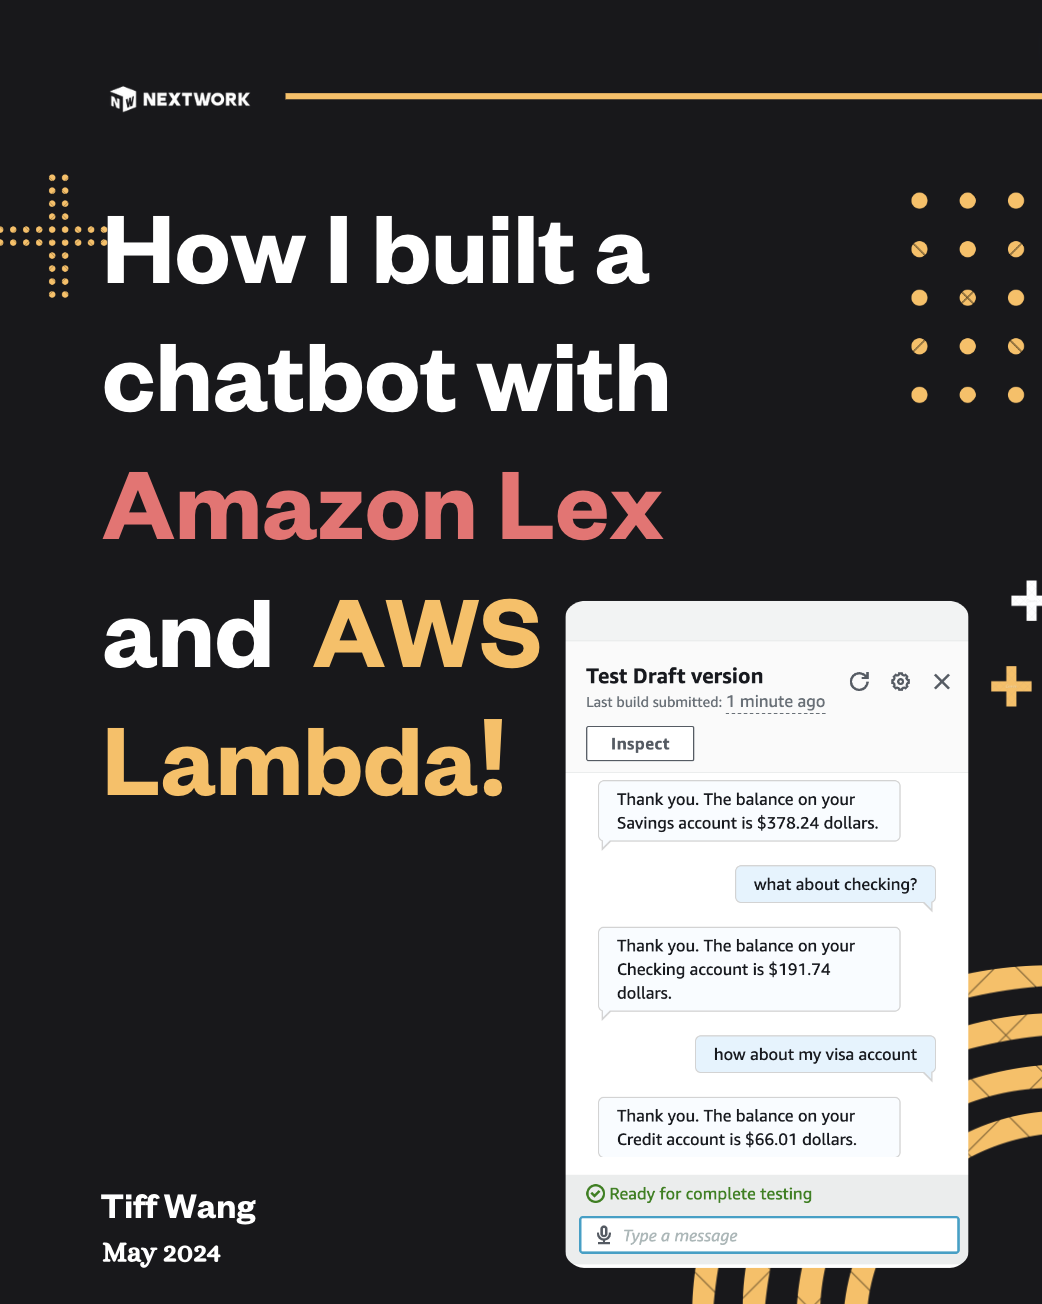 NEXTWORK
How I built a
chatbot with
Amazon Lex
and AWS
Lambda!
Test Draft version
Last build submitted: 1 minute ago
Inspect
Thank you. The balance on your
Savings account is $378.24 dollars.
what about checking?
Thank you. The balance on your
Checking account is $191.74
dollars.
how about my visa account
Thank you. The balance on your
Credit account is $66.01 dollars.
Ready for complete testing
Type a message
Tiff Wang
May 2024